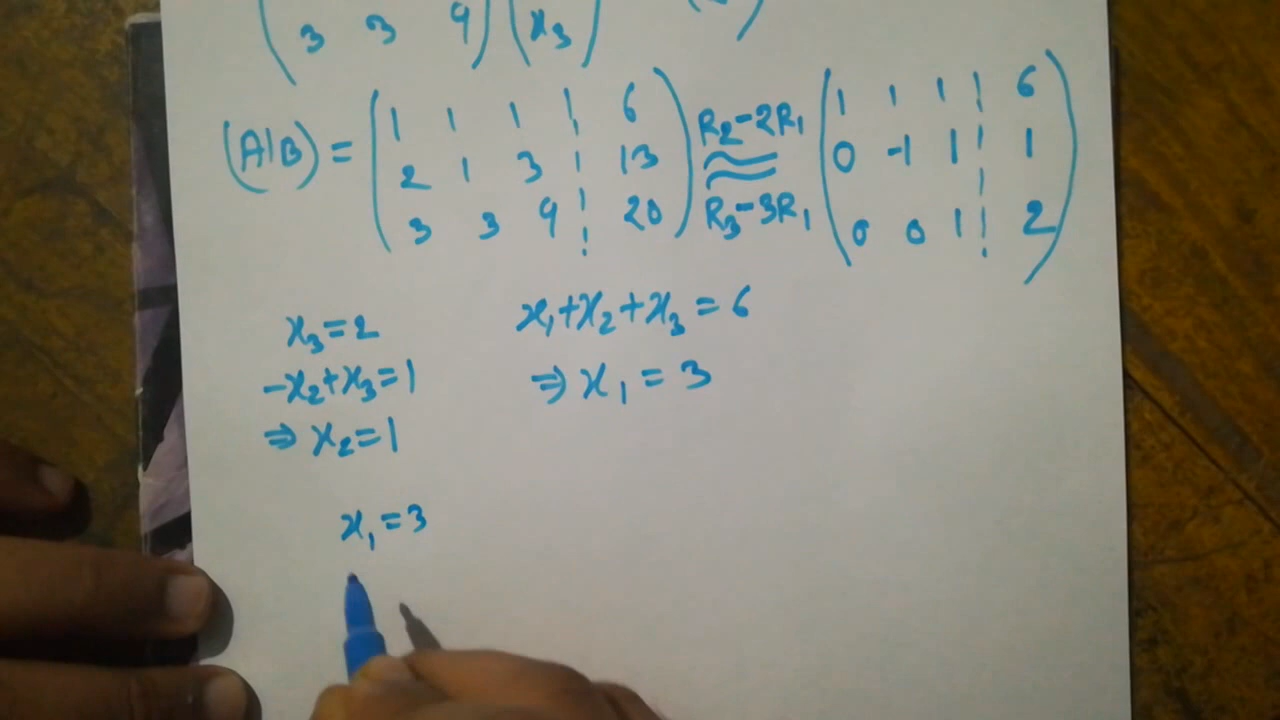 3 3 9 x₃
(A|B) = ( 1 1 1 ¦ 6 ) R₂-2R₁ ( 1 1 1 ¦ 6 )
2 1 3 ¦ 13 ≈ 0 -1 1 ¦ 1
3 3 9 ¦ 20 R₃-3R₁ 0 0 1 ¦ 2
x₃=2
-x₂+x₃=1
⇒ x₂=1
x₁+x₂+x₃=6
⇒ x₁=3
x₁=3